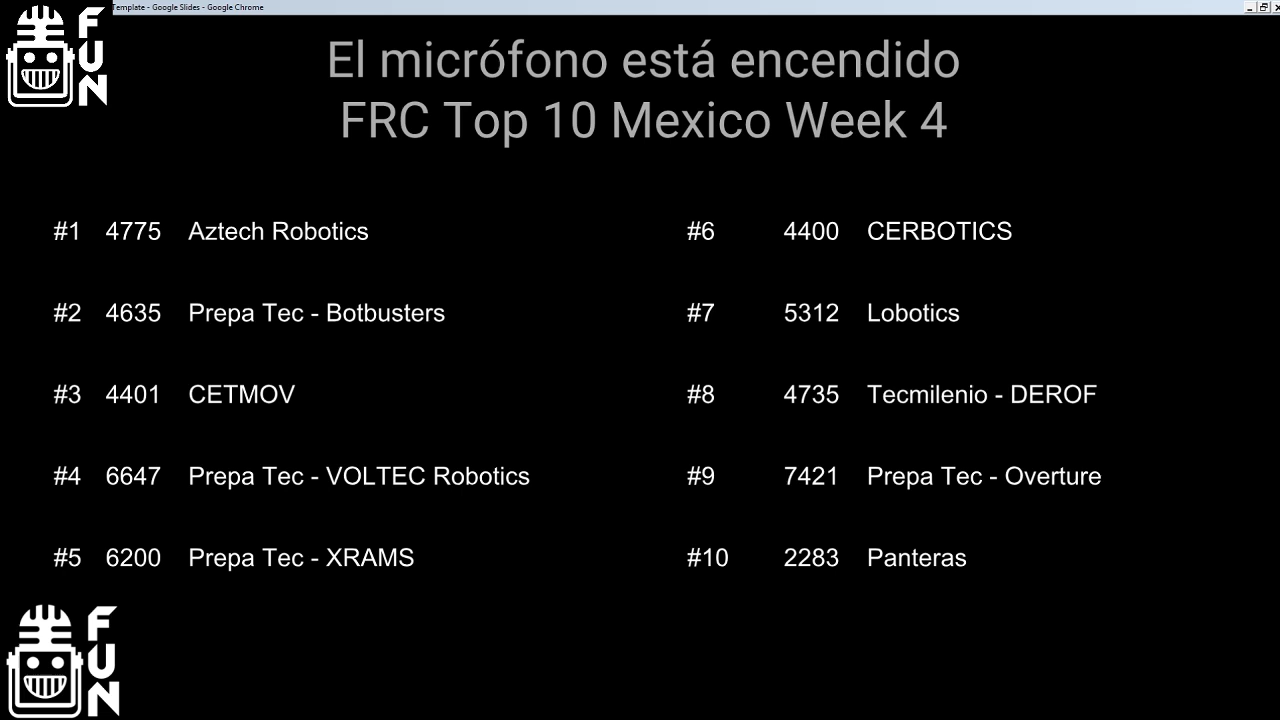 Template - Google Slides - Google Chrome
FUN
El micrófono está encendido
FRC Top 10 Mexico Week 4
#1 4775 Aztech Robotics
#2 4635 Prepa Tec - Botbusters
#3 4401 CETMOV
#4 6647 Prepa Tec - VOLTEC Robotics
#5 6200 Prepa Tec - XRAMS
#6 4400 CERBOTICS
#7 5312 Lobotics
#8 4735 Tecmilenio - DEROF
#9 7421 Prepa Tec - Overture
#10 2283 Panteras
FUN